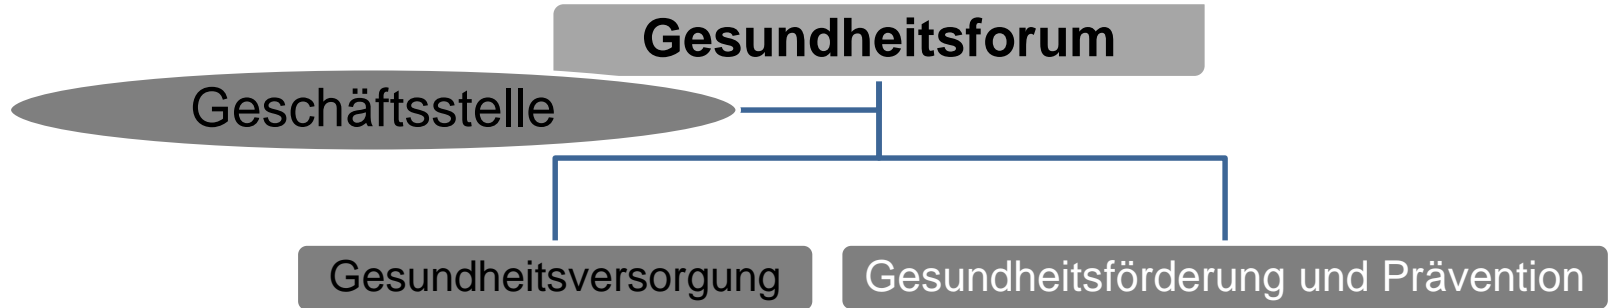 Gesundheitsforum
Geschäftsstelle
Gesundheitsversorgung
Gesundheitsförderung und Prävention